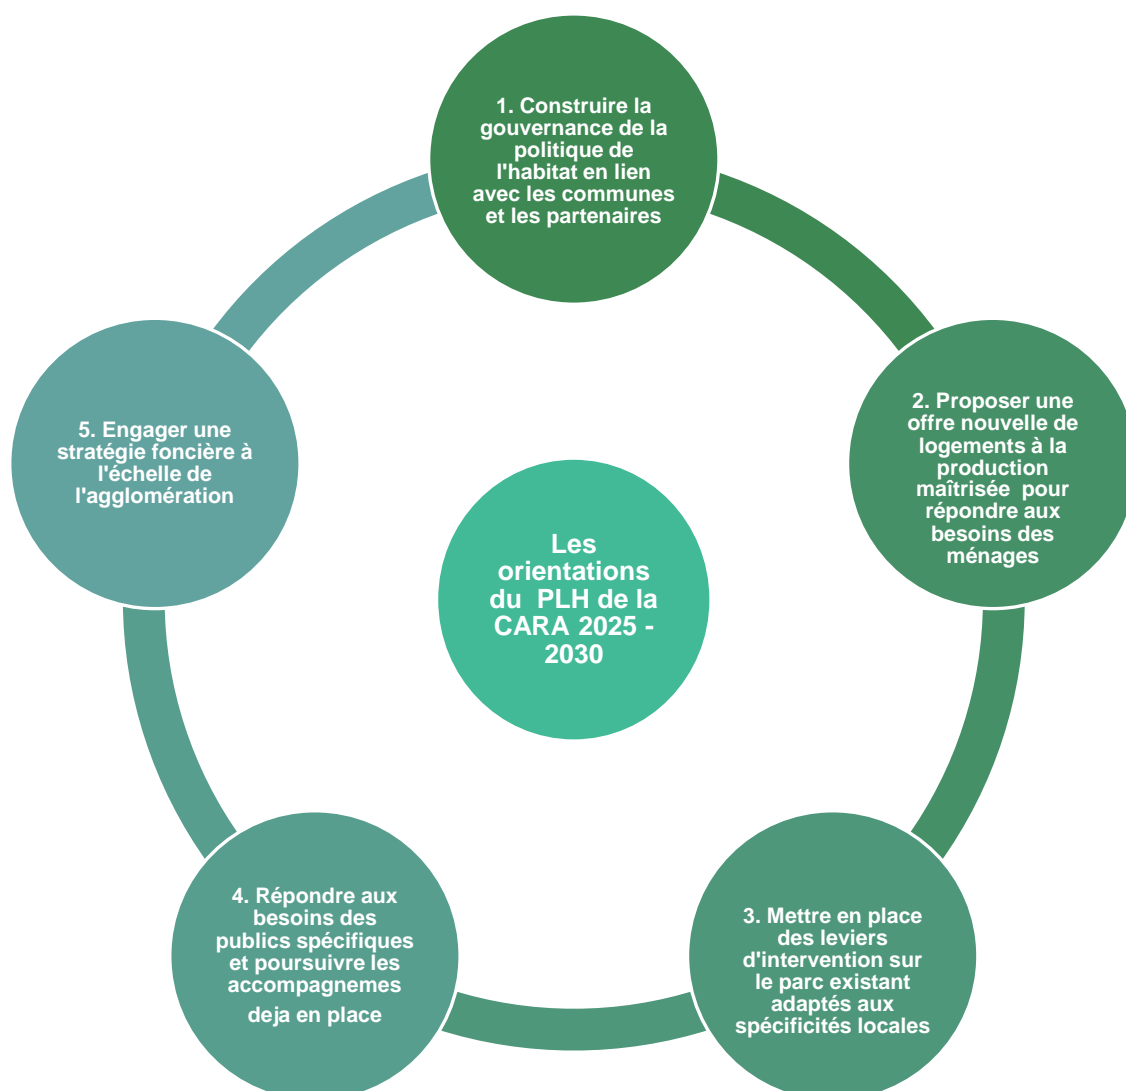 1. Construire la
gouvernance de la
politique de
l'habitat en lien
avec les communes
et les partenaires
2. Proposer une
offre nouvelle de
logements à la
production
maîtrisée pour
répondre aux
besoins des
ménages
3. Mettre en place
des leviers
d'intervention sur
le parc existant
adaptés aux
spécificités locales
4. Répondre aux
besoins des
publics spécifiques
et poursuivre les
accompagnemes
deja en place
5. Engager une
stratégie foncière à
l'échelle de
l'agglomération
Les
orientations
du PLH de la
CARA 2025 -
2030